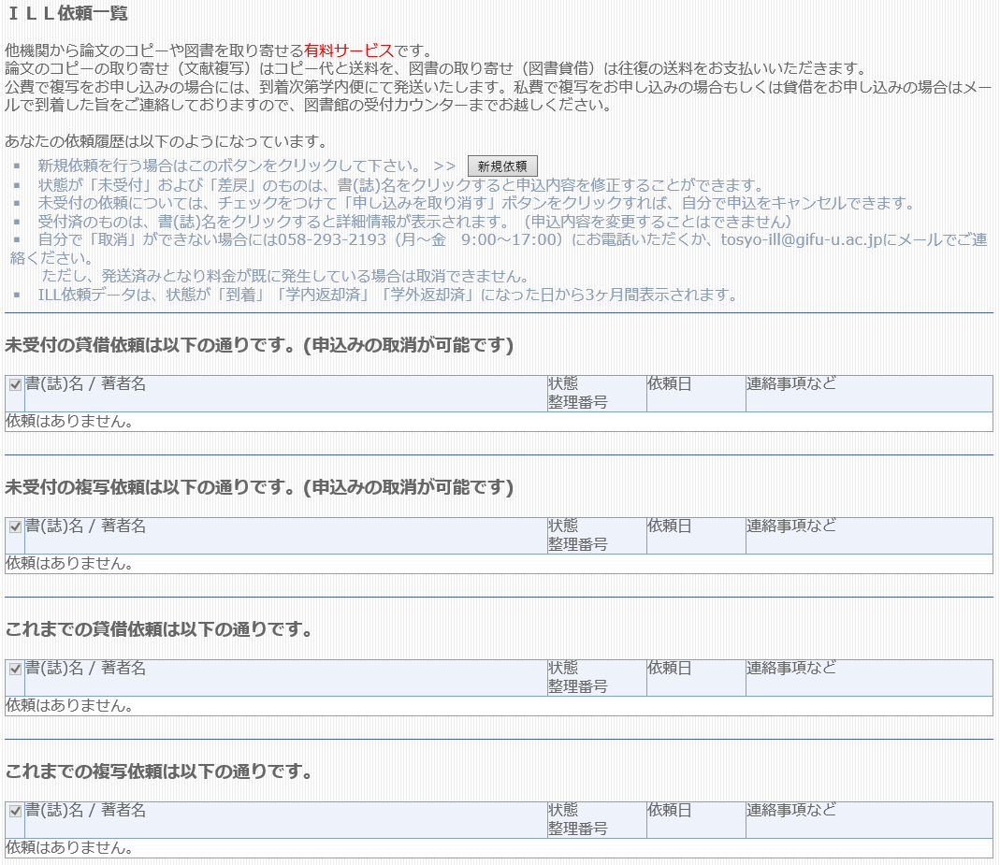 ＩＬＬ依頼一覧
他機関から論文のコピーや図書を取り寄せる有料サービスです。
論文のコピーの取り寄せ（文献複写）はコピー代と送料を、図書の取り寄せ（図書貸借）は往復の送料をお支払いいただきます。
公費で複写をお申し込みの場合には、到着次第学内便にて発送いたします。私費で複写をお申し込みの場合もしくは貸借をお申し込みの場合はメー
ルで到着した旨をご連絡しておりますので、図書館の受付カウンターまでお越しください。
あなたの依頼履歴は以下のようになっています。
新規依頼を行う場合はこのボタンをクリックして下さい。 >> 新規依頼
状態が「未受付」および「差戻」のものは、書(誌)名をクリックすると申込内容を修正することができます。
未受付の依頼については、チェックをつけて「申し込みを取り消す」ボタンをクリックすれば、自分で申込をキャンセルできます。
受付済のものは、書(誌)名をクリックすると詳細情報が表示されます。（申込内容を変更することはできません）
自分で「取消」ができない場合には058-293-2193（月～金　9:00～17:00）にお電話いただくか、tosyo-ill@gifu-u.ac.jpにメールでご連
絡ください。
ただし、発送済みとなり料金が既に発生している場合は取消できません。
ILL依頼データは、状態が「到着」「学内返却済」「学外返却済」になった日から3ヶ月間表示されます。
未受付の貸借依頼は以下の通りです。(申込みの取消が可能です)
書(誌)名 / 著者名 状態 依頼日 連絡事項など
整理番号
依頼はありません。
未受付の複写依頼は以下の通りです。(申込みの取消が可能です)
書(誌)名 / 著者名 状態 依頼日 連絡事項など
整理番号
依頼はありません。
これまでの貸借依頼は以下の通りです。
書(誌)名 / 著者名 状態 依頼日 連絡事項など
整理番号
依頼はありません。
これまでの複写依頼は以下の通りです。
書(誌)名 / 著者名 状態 依頼日 連絡事項など
整理番号
依頼はありません。